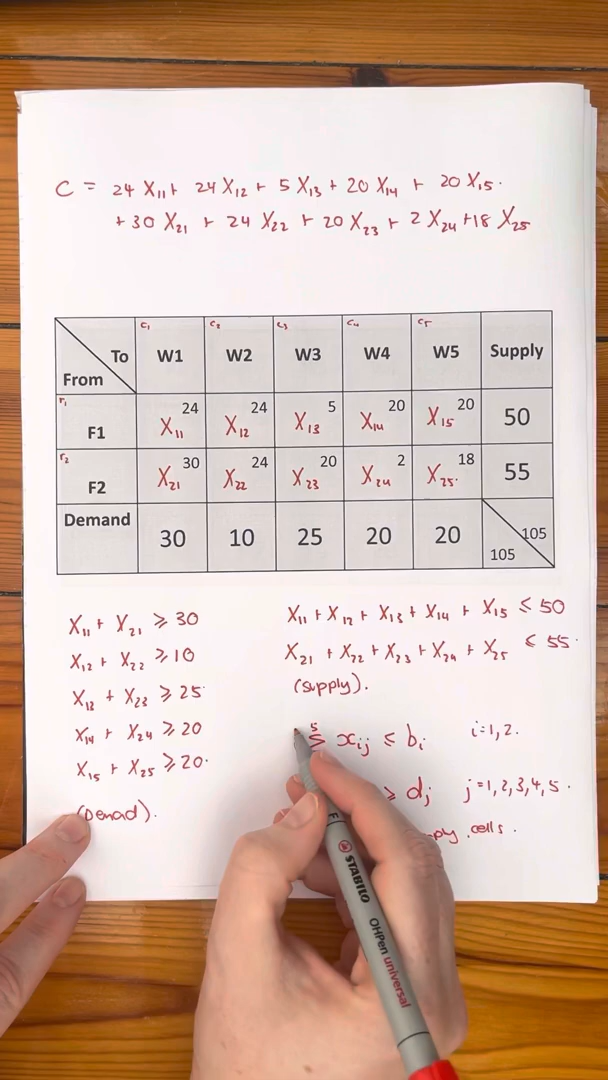 C = 24 X₁₁ + 24 X₁₂ + 5 X₁₃ + 20 X₁₄ + 20 X₁₅.
+ 30 X₂₁ + 24 X₂₂ + 20 X₂₃ + 2 X₂₄ + 18 X₂₅
To From C₁ W1 C₂ W2 C₃ W3 C₄ W4 C₅ W5 Supply
r₁ F1 X₁₁ 24 X₁₂ 24 X₁₃ 5 X₁₄ 20 X₁₅ 20 50
r₂ F2 X₂₁ 30 X₂₂ 24 X₂₃ 20 X₂₄ 2 X₂₅. 18 55
Demand 30 10 25 20 20 105 105
X₁₁ + X₂₁ ⩾ 30
X₁₂ + X₂₂ ⩾ 10
X₁₃ + X₂₃ ⩾ 25.
X₁₄ + X₂₄ ⩾ 20
X₁₅ + X₂₅ ⩾ 20.
(Demad).
X₁₁ + X₁₂ + X₁₃ + X₁₄ + X₁₅ ⩽ 50
X₂₁ + X₂₂ + X₂₃ + X₂₄ + X₂₅ ⩽ 55.
(supply).
5 Σ xᵢⱼ ⩽ bᵢ i=1,2.
⩾ dⱼ j=1,2,3,4,5.
cells.
STABILO OHPen universal